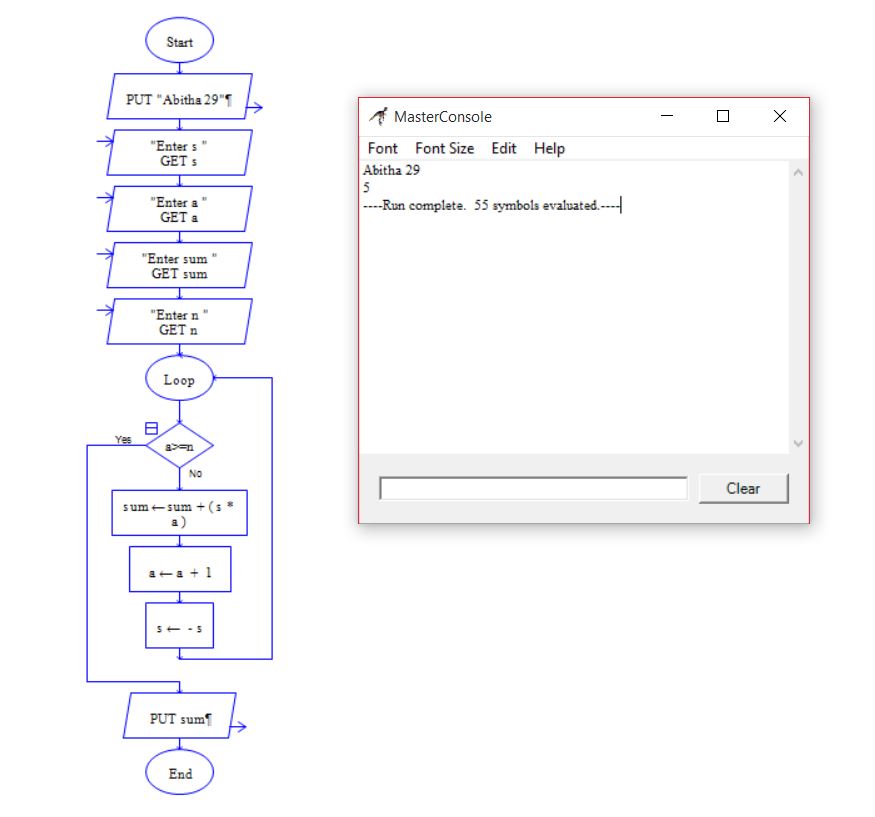 Start
PUT "Abitha 29"¶
"Enter s "
GET s
"Enter a "
GET a
"Enter sum "
GET sum
"Enter n "
GET n
Loop
Yes
a>=n
No
sum ← sum + ( s *
a )
a ← a + 1
s ← - s
PUT sum¶
End
MasterConsole
Font Font Size Edit Help
Abitha 29
5
----Run complete.  55 symbols evaluated.----
Clear